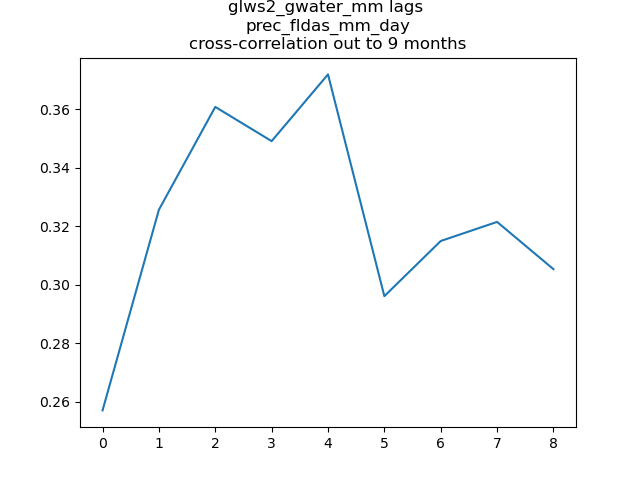 glws2_gwater_mm lags
prec_fldas_mm_day
cross-correlation out to 9 months
0.36
0.34
0.32
0.30
0.28
0.26
0 1 2 3 4 5 6 7 8